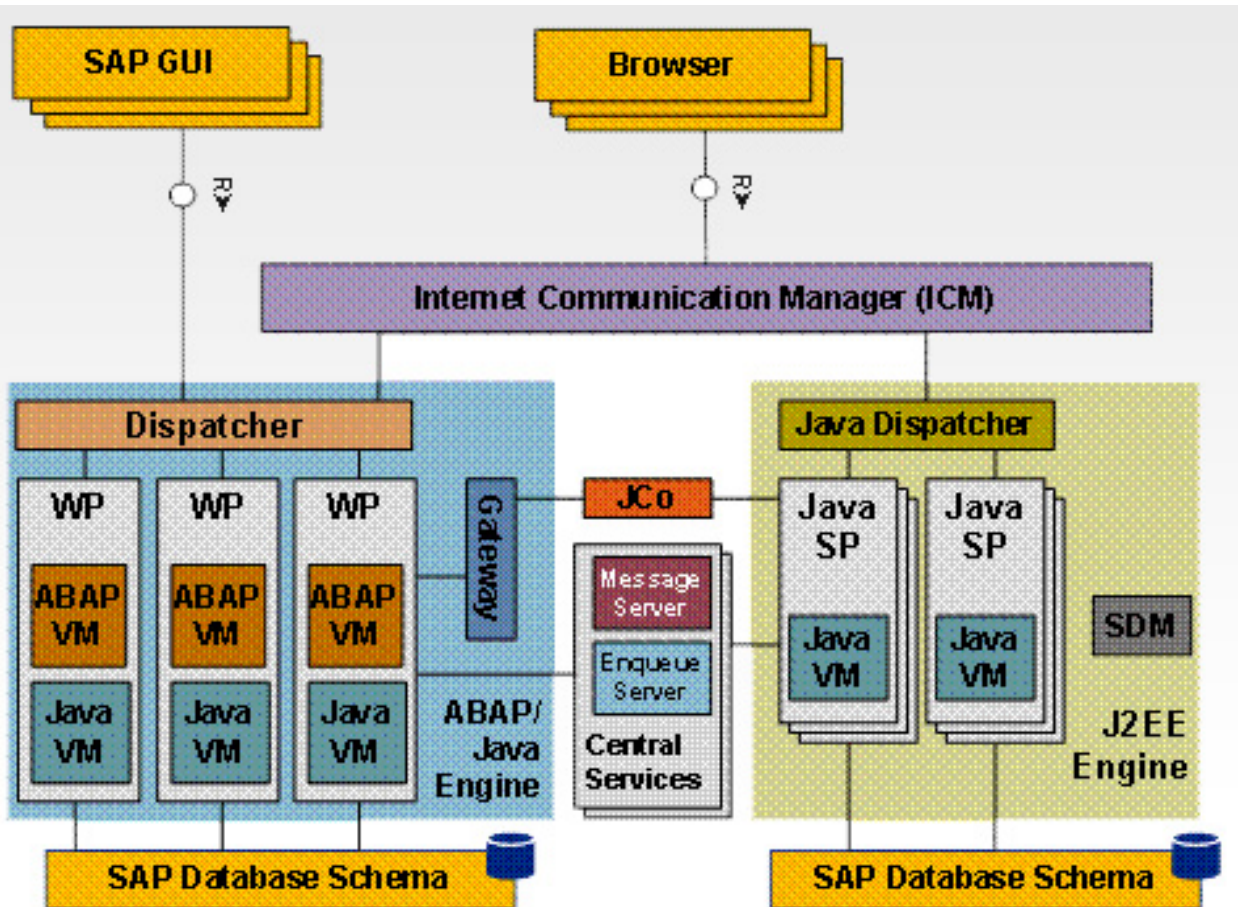 SAP GUI
Browser
R
R
Internet Communication Manager (ICM)
Dispatcher
WP
ABAP
VM
Java
VM
WP
ABAP
VM
Java
VM
WP
ABAP
VM
Java
VM
Gateway
ABAP/
Java
Engine
JCo
Message
Server
Enqueue
Server
Central
Services
Java Dispatcher
Java
SP
Java
VM
Java
SP
Java
VM
SDM
J2EE
Engine
SAP Database Schema
SAP Database Schema